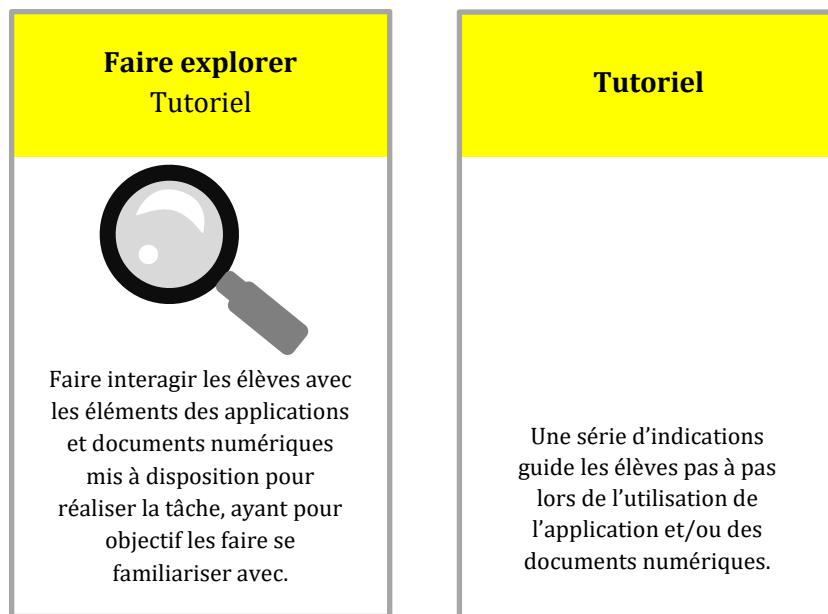 Faire explorer
Tutoriel
Faire interagir les élèves avec
les éléments des applications
et documents numériques
mis à disposition pour
réaliser la tâche, ayant pour
objectif les faire se
familiariser avec.
Tutoriel
Une série d’indications
guide les élèves pas à pas
lors de l’utilisation de
l’application et/ou des
documents numériques.